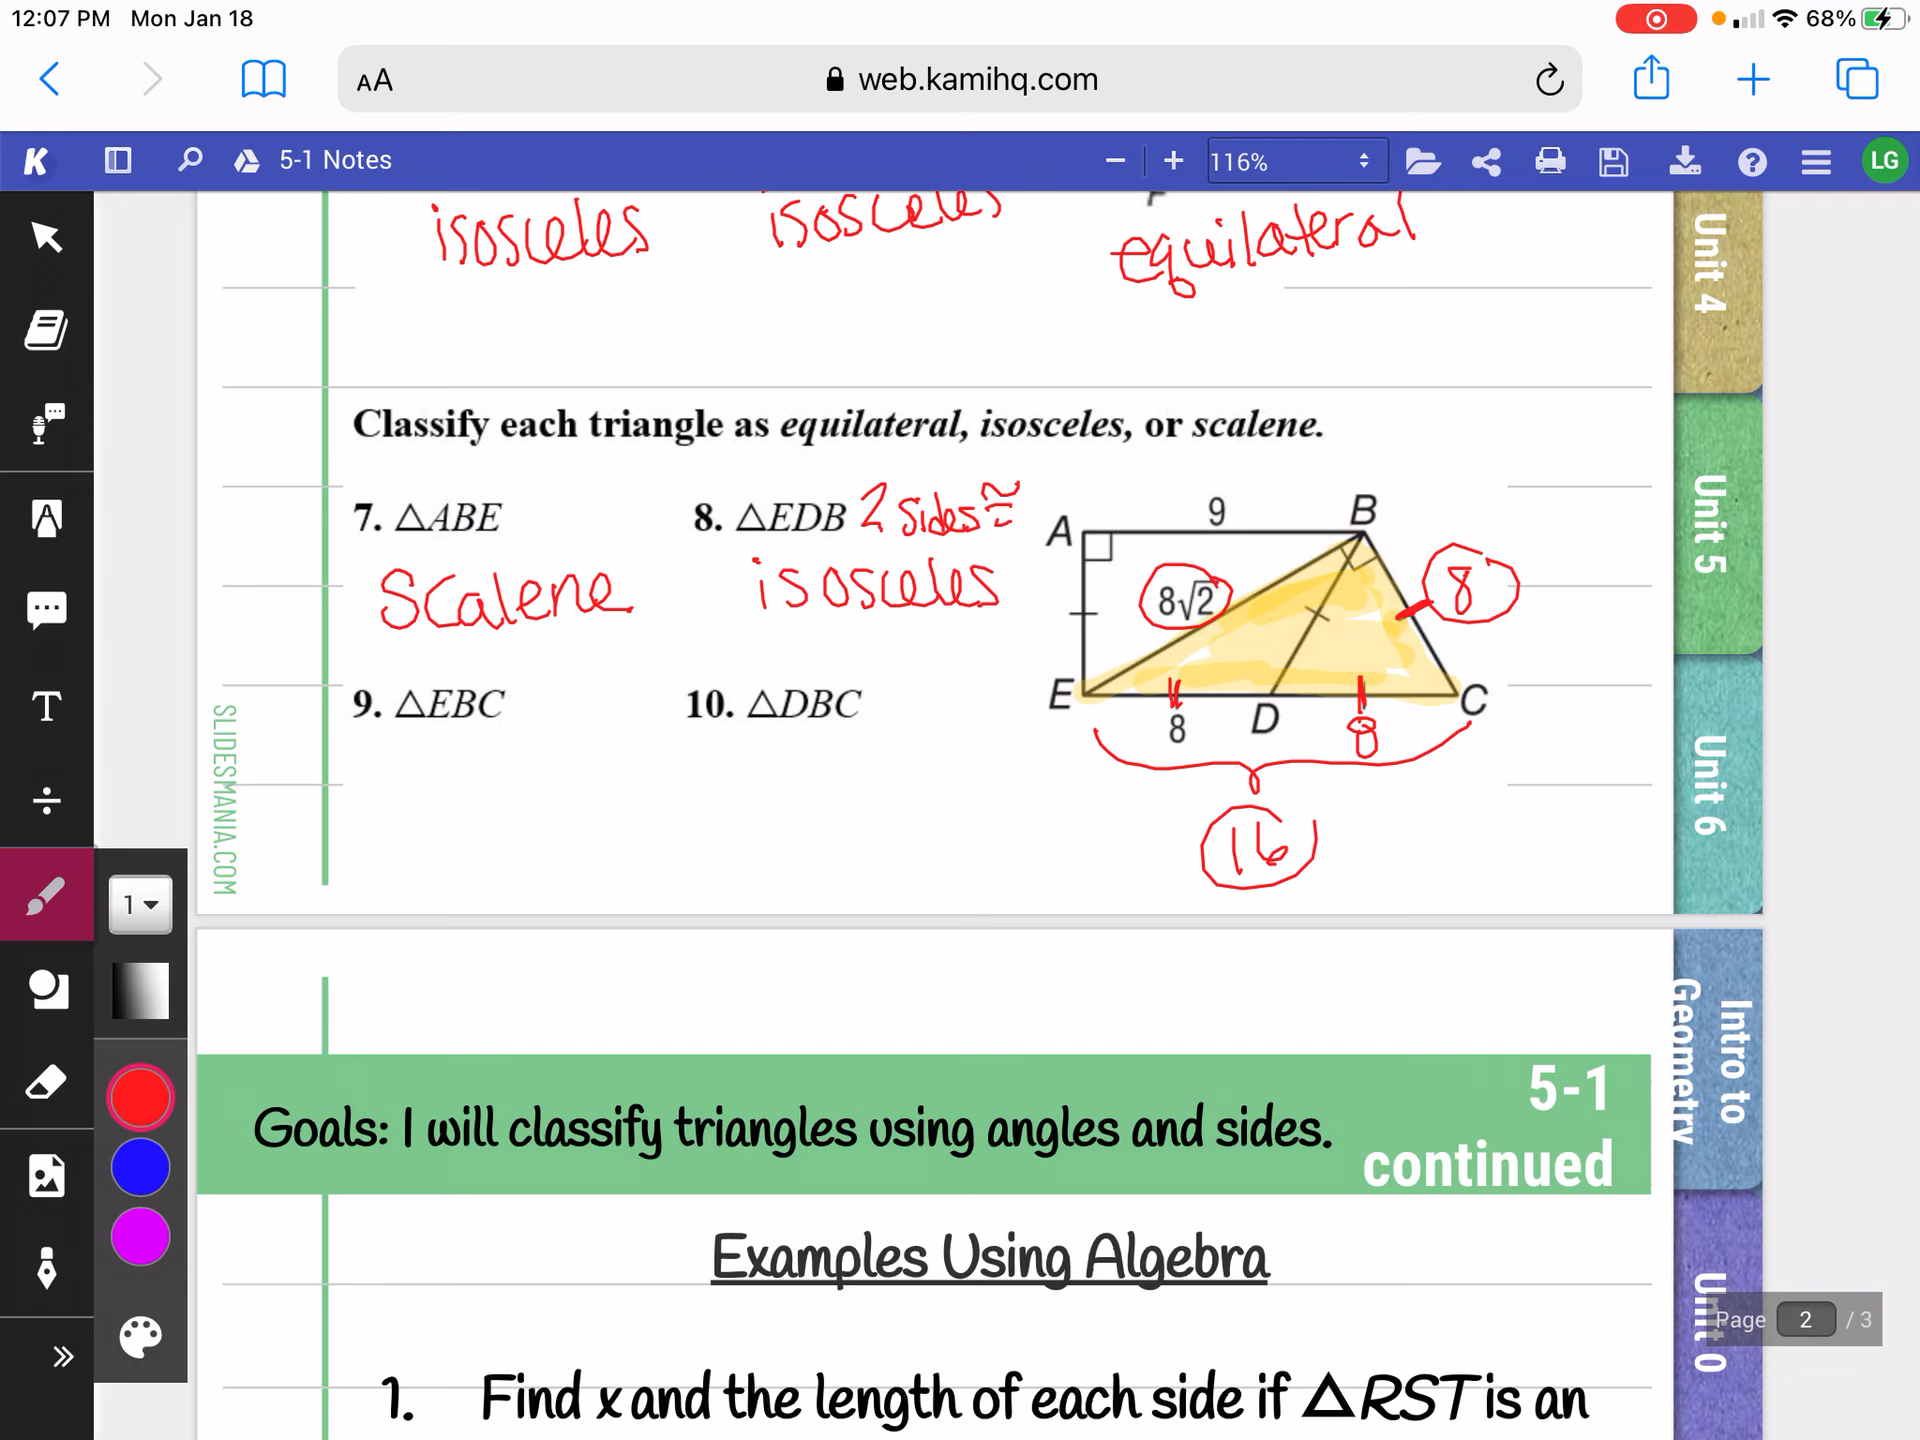 12:07 PM Mon Jan 18
68%
AA web.kamihq.com
K 5-1 Notes 116% LG
isosceles isosceles equilateral
Classify each triangle as equilateral, isosceles, or scalene.
7. △ABE 8. △EDB 2 sides ≅
scalene isosceles
9. △EBC 10. △DBC
A 9 B
8√2 8
E 8 D 8 C
16
SLIDESMANIA.COM
Unit 4
Unit 5
Unit 6
Intro to
Geometry
Unit 0
1
T
Goals: I will classify triangles using angles and sides.
5-1
continued
Examples Using Algebra
1. Find x and the length of each side if △RST is an
Page 2 / 3